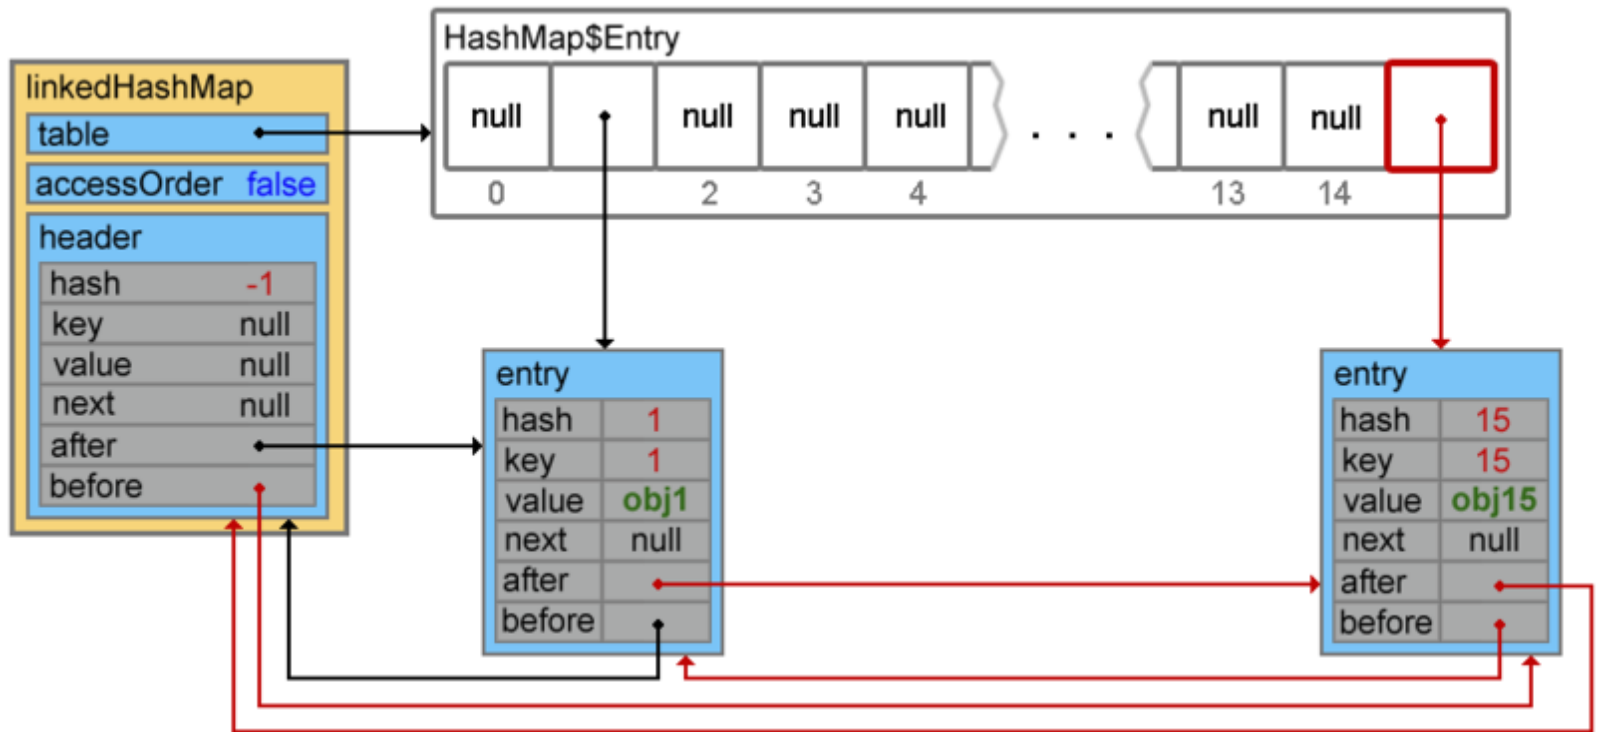 HashMap$Entry
null null null null . . . null null
0 2 3 4 13 14
linkedHashMap
table
accessOrder false
header
hash -1
key null
value null
next null
after
before
entry
hash 1
key 1
value obj1
next null
after
before
entry
hash 15
key 15
value obj15
next null
after
before